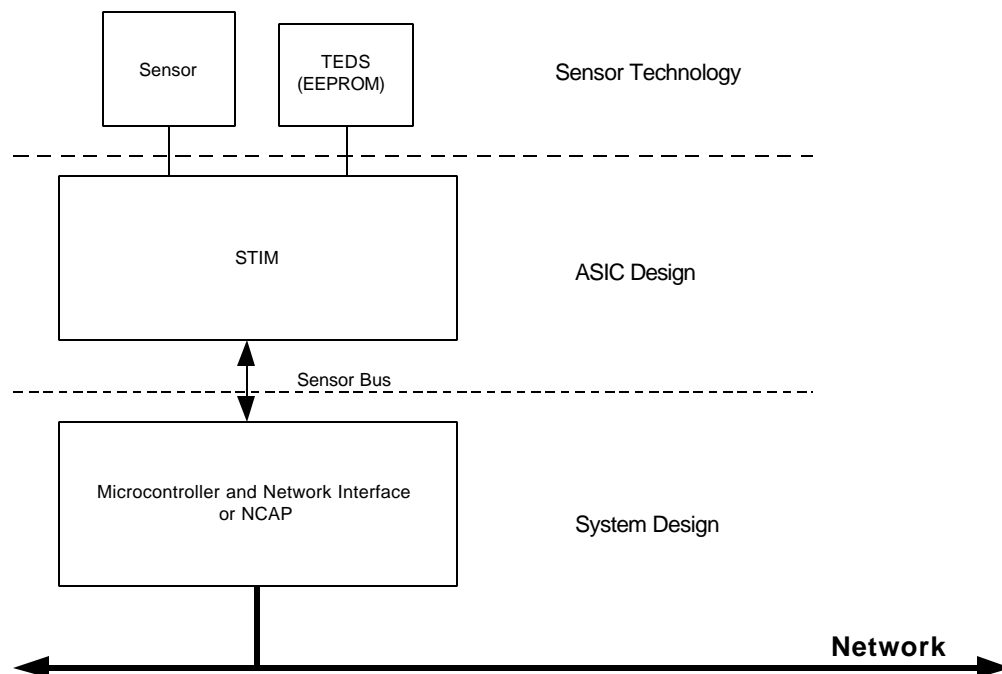 Sensor
TEDS
(EEPROM)
Sensor Technology
STIM
ASIC Design
Sensor Bus
Microcontroller and Network Interface
or NCAP
System Design
Network